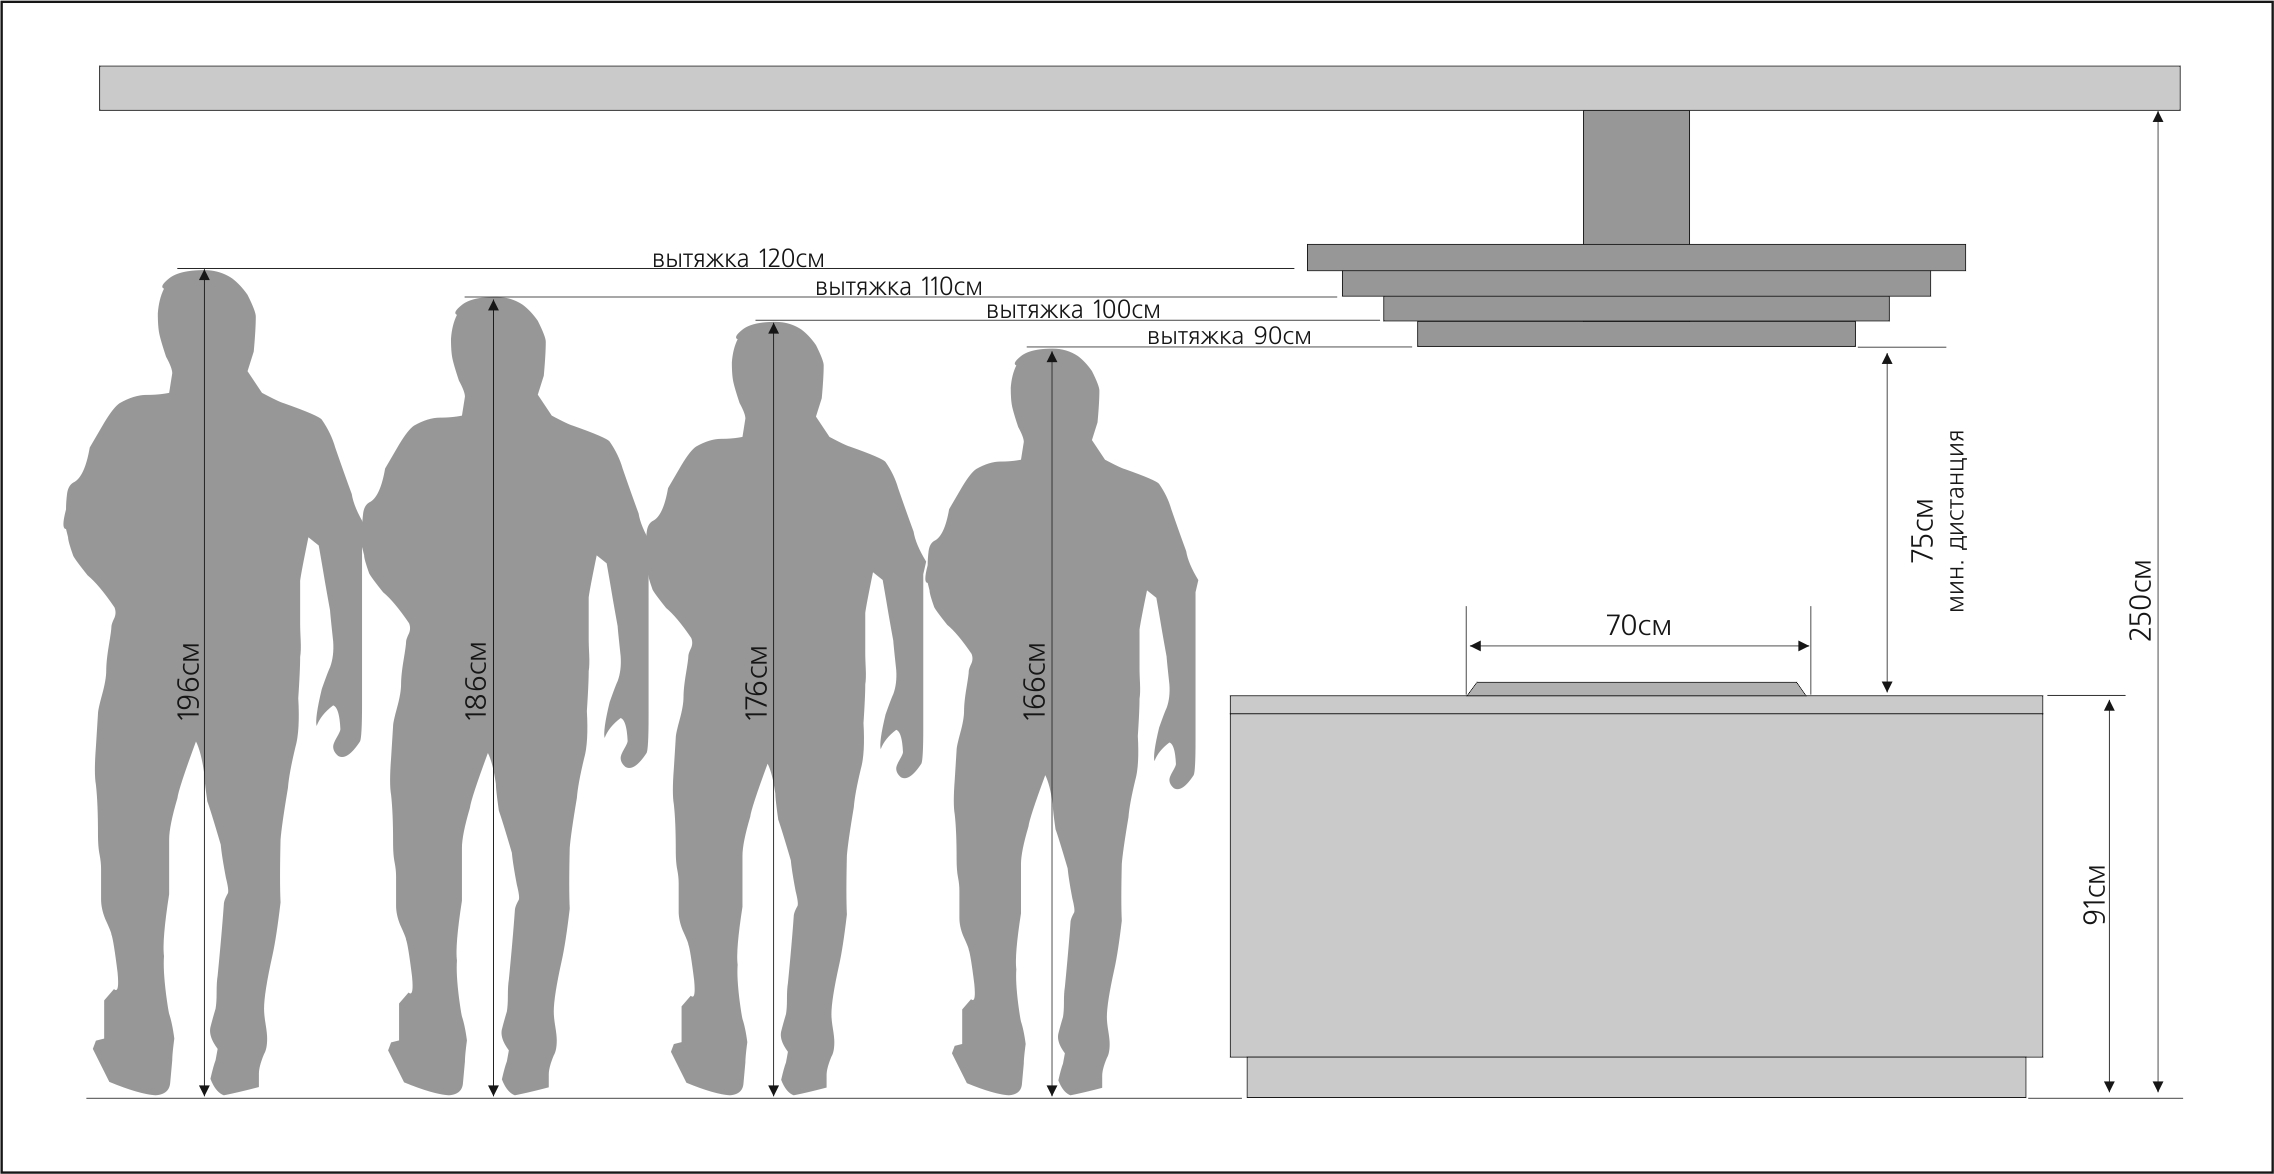 вытяжка 120см
вытяжка 110см
вытяжка 100см
вытяжка 90см
196см
186см
176см
166см
70см
75см
мин. дистанция
250см
91см